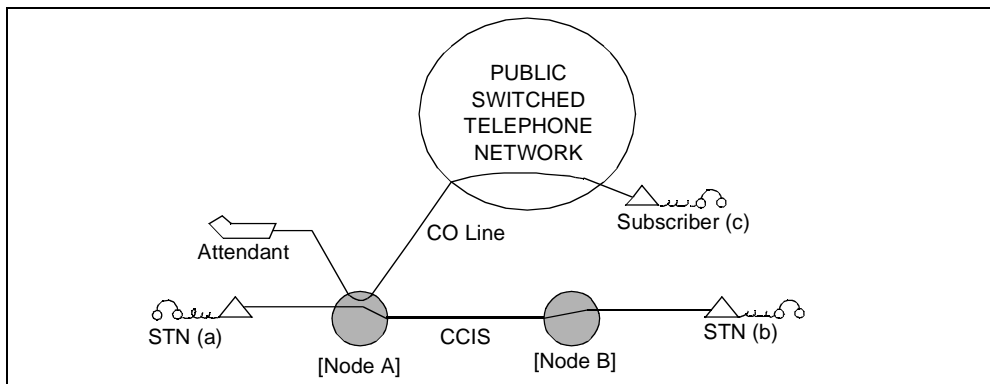 PUBLIC
SWITCHED
TELEPHONE
NETWORK
Subscriber (c)
CO Line
Attendant
STN (a)
CCIS
STN (b)
[Node A]
[Node B]